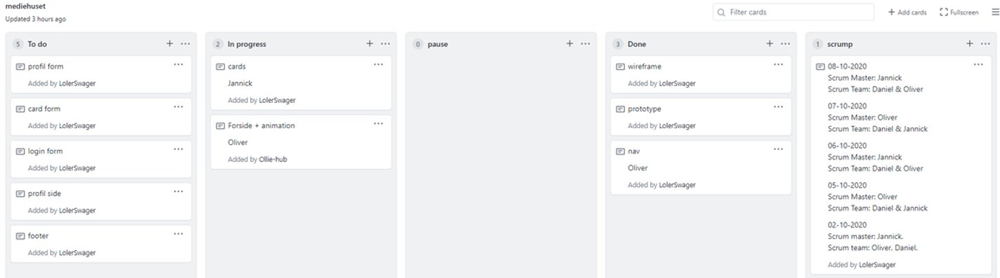 mediehuset
Updated 3 hours ago
Filter cards
Add cards
Fullscreen
5 To do
profil form
Added by LolerSwager
card form
Added by LolerSwager
login form
Added by LolerSwager
profil side
Added by LolerSwager
footer
Added by LolerSwager
2 In progress
cards
Jannick
Added by LolerSwager
Forside + animation
Oliver
Added by Ollie-hub
0 pause
3 Done
wireframe
Added by LolerSwager
prototype
Added by LolerSwager
nav
Oliver
Added by LolerSwager
1 scrump
08-10-2020
Scrum Master: Jannick
Scrum Team: Daniel & Oliver
07-10-2020
Scrum Master: Oliver
Scrum Team: Daniel & Jannick
06-10-2020
Scrum Master: Jannick
Scrum Team: Daniel & Oliver
05-10-2020
Scrum Master: Oliver
Scrum Team: Daniel & Jannick
02-10-2020
Scrum master: Jannick.
Scrum team: Oliver, Daniel.
Added by LolerSwager